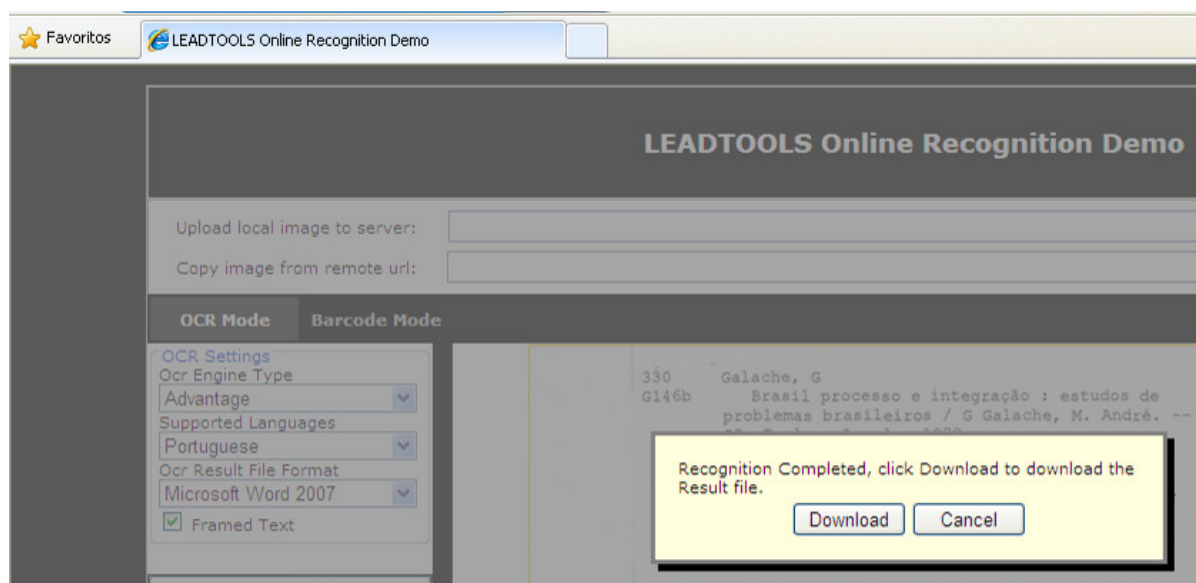 Favoritos
LEADTOOLS Online Recognition Demo
LEADTOOLS Online Recognition Demo
Upload local image to server:
Copy image from remote url:
OCR Mode Barcode Mode
OCR Settings
Ocr Engine Type
Advantage
Supported Languages
Portuguese
Ocr Result File Format
Microsoft Word 2007
Framed Text
330 Galache, G
G146b Brasil processo e integração : estudos de
problemas brasileiros / G Galache, M. André. --
Recognition Completed, click Download to download the
Result file.
Download Cancel